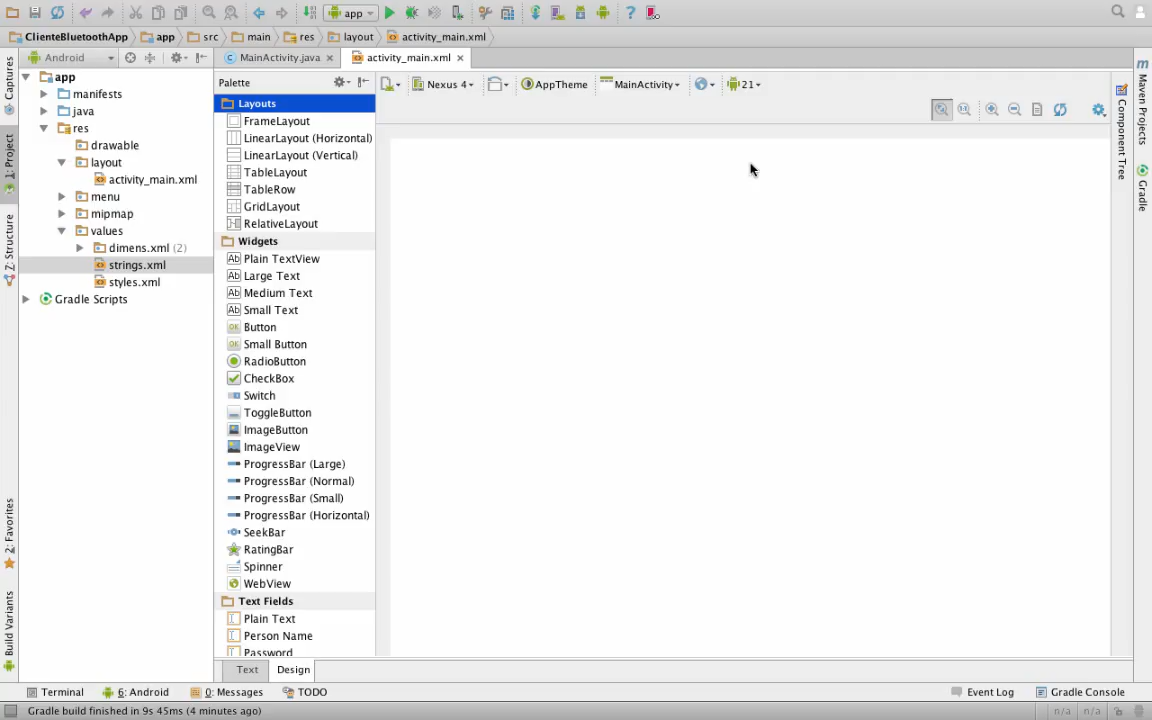 app
ClienteBluetoothApp app src main res layout activity_main.xml
Android
MainActivity.java
activity_main.xml
Captures
1: Project
Z: Structure
2: Favorites
Build Variants
app
manifests
java
res
drawable
layout
activity_main.xml
menu
mipmap
values
dimens.xml (2)
strings.xml
styles.xml
Gradle Scripts
Palette
Layouts
FrameLayout
LinearLayout (Horizontal)
LinearLayout (Vertical)
TableLayout
TableRow
GridLayout
RelativeLayout
Widgets
Ab Plain TextView
Ab Large Text
Ab Medium Text
Ab Small Text
OK Button
OK Small Button
RadioButton
CheckBox
Switch
ToggleButton
ImageButton
ImageView
ProgressBar (Large)
ProgressBar (Normal)
ProgressBar (Small)
ProgressBar (Horizontal)
SeekBar
RatingBar
Spinner
WebView
Text Fields
Plain Text
Person Name
Password
Nexus 4 AppTheme MainActivity 21
Component Tree
Maven Projects
Gradle
Text Design
Terminal 6: Android 0: Messages TODO Event Log Gradle Console
Gradle build finished in 9s 45ms (4 minutes ago) n/a n/a